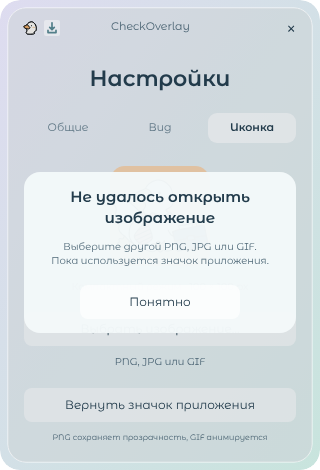 CheckOverlay
×
Настройки
Общие Вид Иконка
Не удалось открыть
изображение
Выберите другой PNG, JPG или GIF.
Пока используется значок приложения.
Понятно
PNG, JPG или GIF
Вернуть значок приложения
PNG сохраняет прозрачность, GIF анимируется